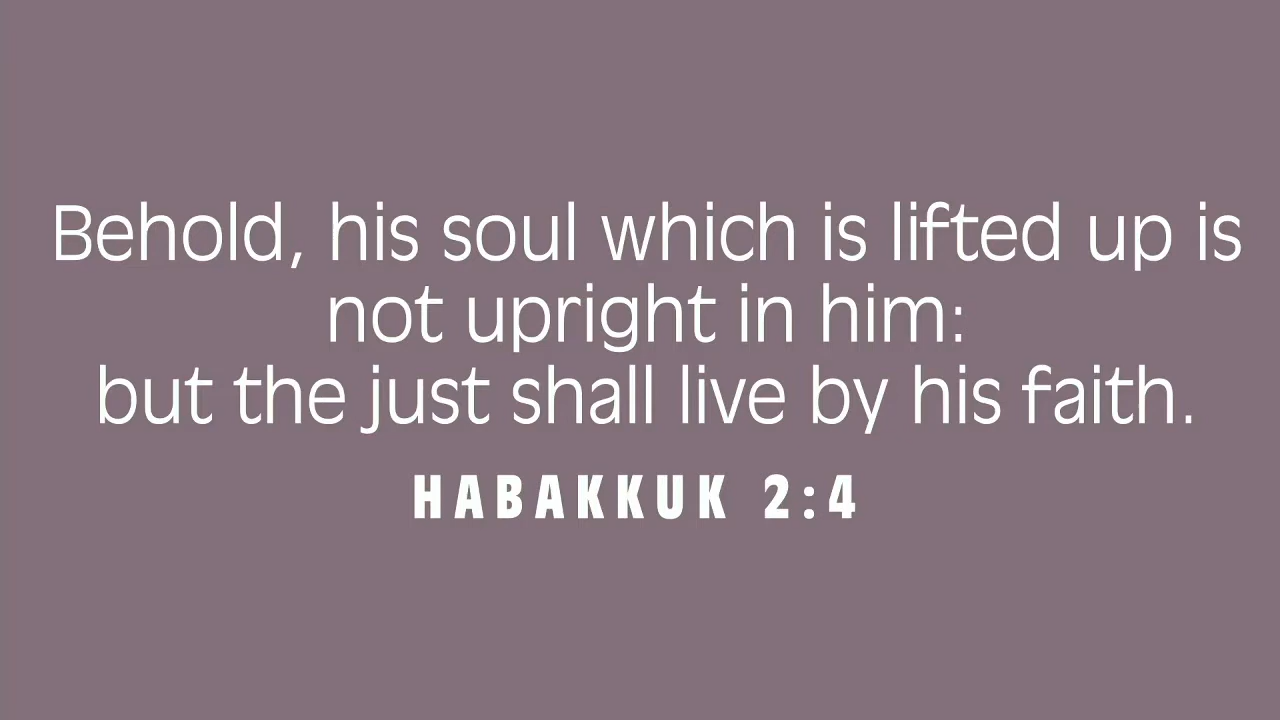 Behold, his soul which is lifted up is
not upright in him:
but the just shall live by his faith.
HABAKKUK 2:4